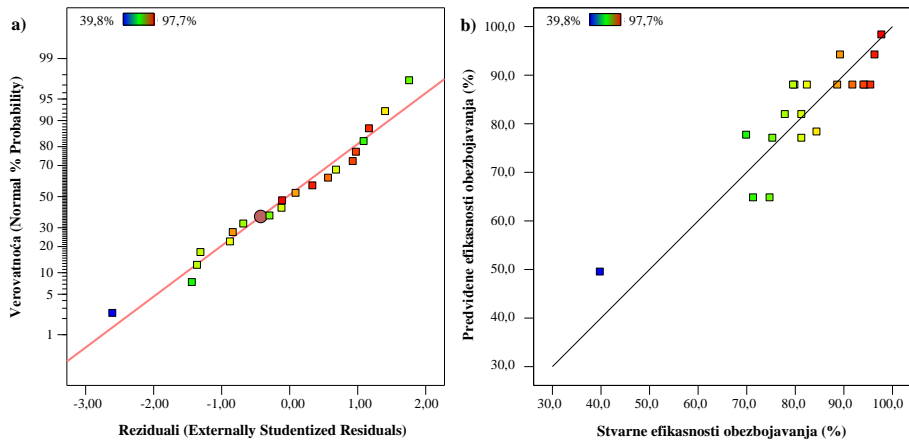 a)
39,8% 97,7%
Verovatnoća (Normal % Probability)
99
95
90
80
70
50
30
20
10
5
1
-3,00 -2,00 -1,00 0,00 1,00 2,00
Reziduali (Externally Studentized Residuals)
b)
39,8% 97,7%
Predviđene efikasnosti obezbojavanja (%)
100,0
90,0
80,0
70,0
60,0
50,0
40,0
30,0
30,0 40,0 50,0 60,0 70,0 80,0 90,0 100,0
Stvarne efikasnosti obezbojavanja (%)